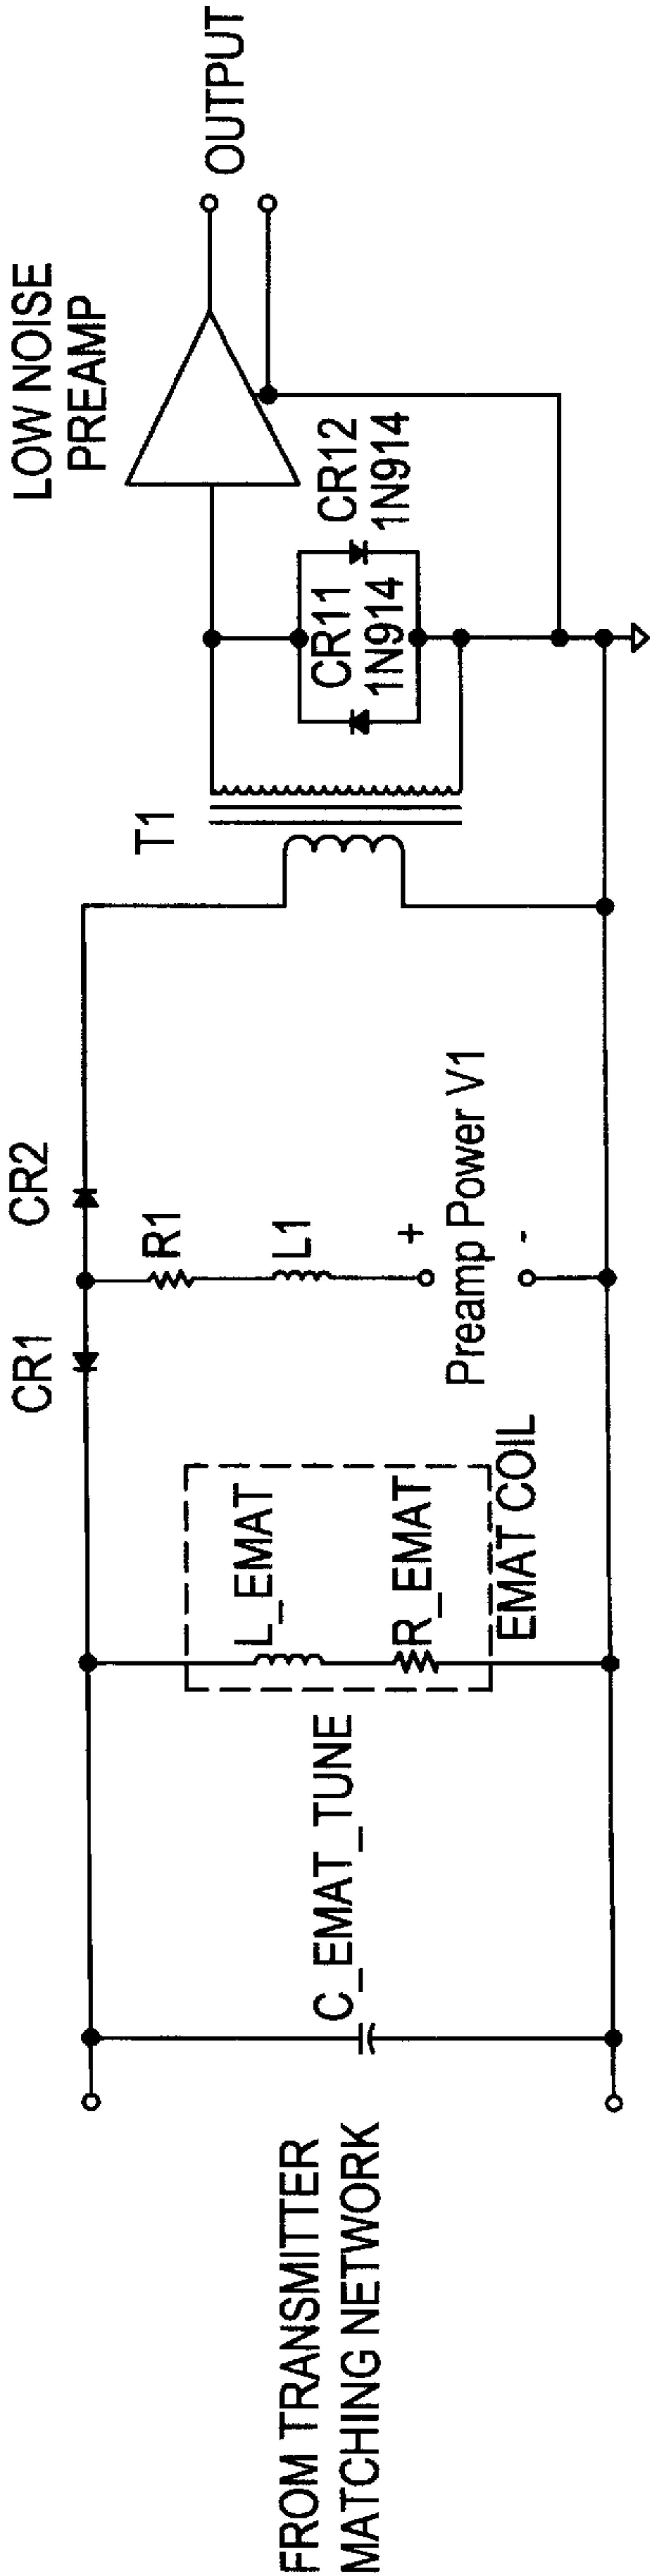 FROM TRANSMITTER
MATCHING NETWORK
C_EMAT_TUNE
L_EMAT
R_EMAT
EMAT COIL
CR1
CR2
R1
L1
+
Preamp Power V1
-
T1
CR11
1N914
CR12
1N914
LOW NOISE
PREAMP
OUTPUT